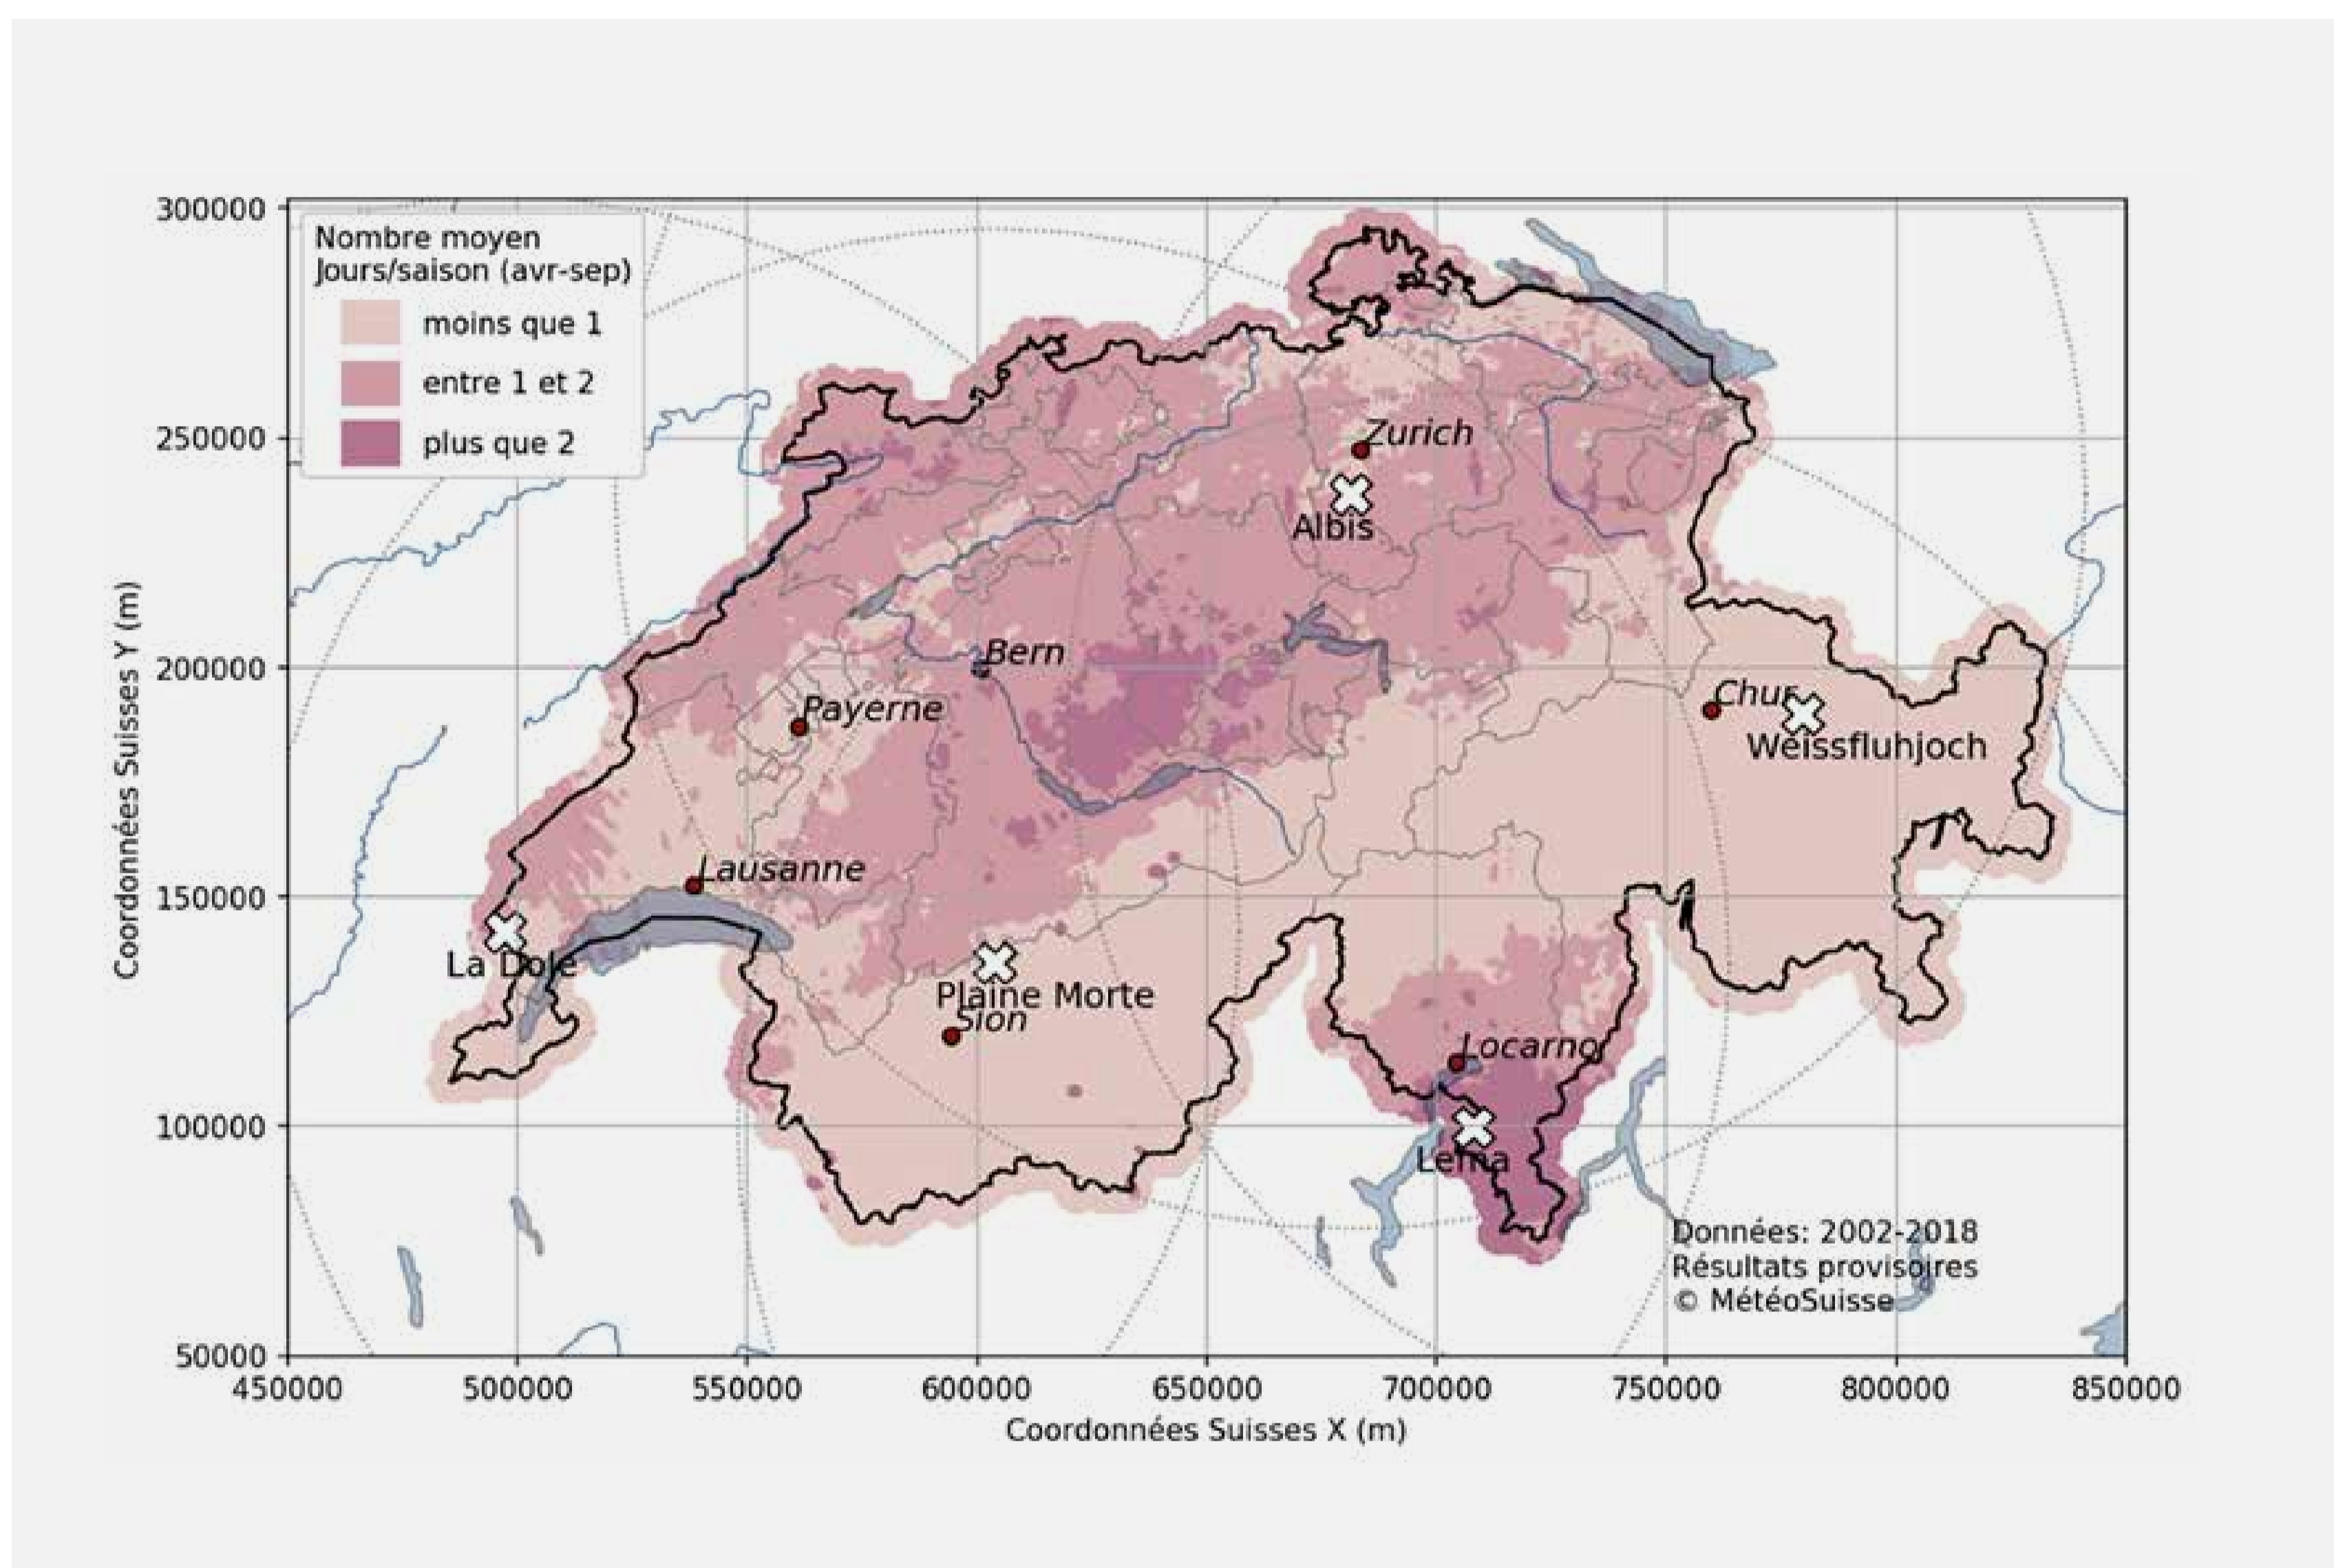 Nombre moyen
Jours/saison (avr-sep)
moins que 1
entre 1 et 2
plus que 2
300000
250000
200000
150000
100000
50000
Coordonnées Suisses Y (m)
Zurich
Albis
Bern
Payerne
Chur
Weissfluhjoch
Lausanne
La Dole
Plaine Morte
Sion
Locarno
Lema
Données: 2002-2018
Résultats provisoires
© MétéoSuisse
450000 500000 550000 600000 650000 700000 750000 800000 850000
Coordonnées Suisses X (m)